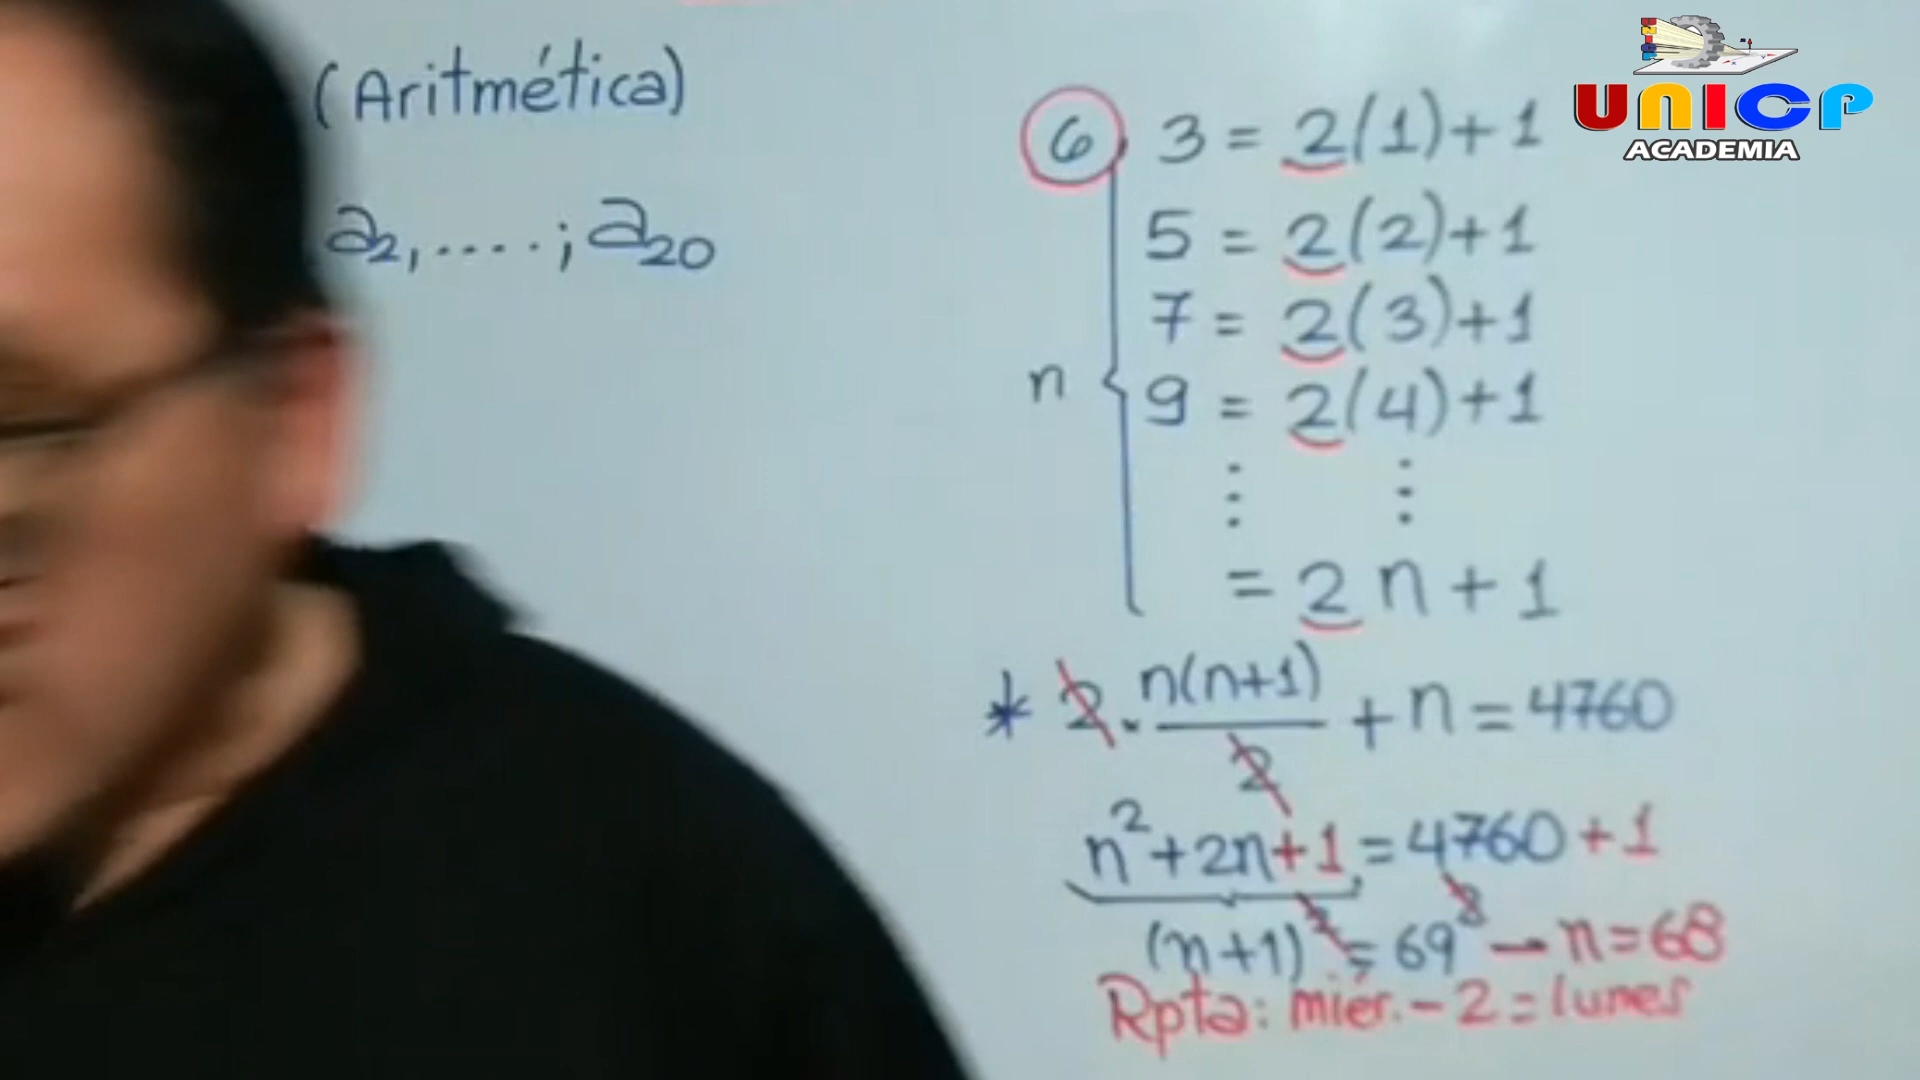 (Aritmética)
a₂, ....; a₂₀
6, 3 = 2(1)+1
5 = 2(2)+1
7 = 2(3)+1
n
9 = 2(4)+1
⋮ ⋮
= 2n+1
* 2 · n(n+1)/2 + n = 4760
n²+2n+1 = 4760+1
(n+1)² = 69² — n=68
Rpta: miér. - 2 = lunes
UNICP
ACADEMIA